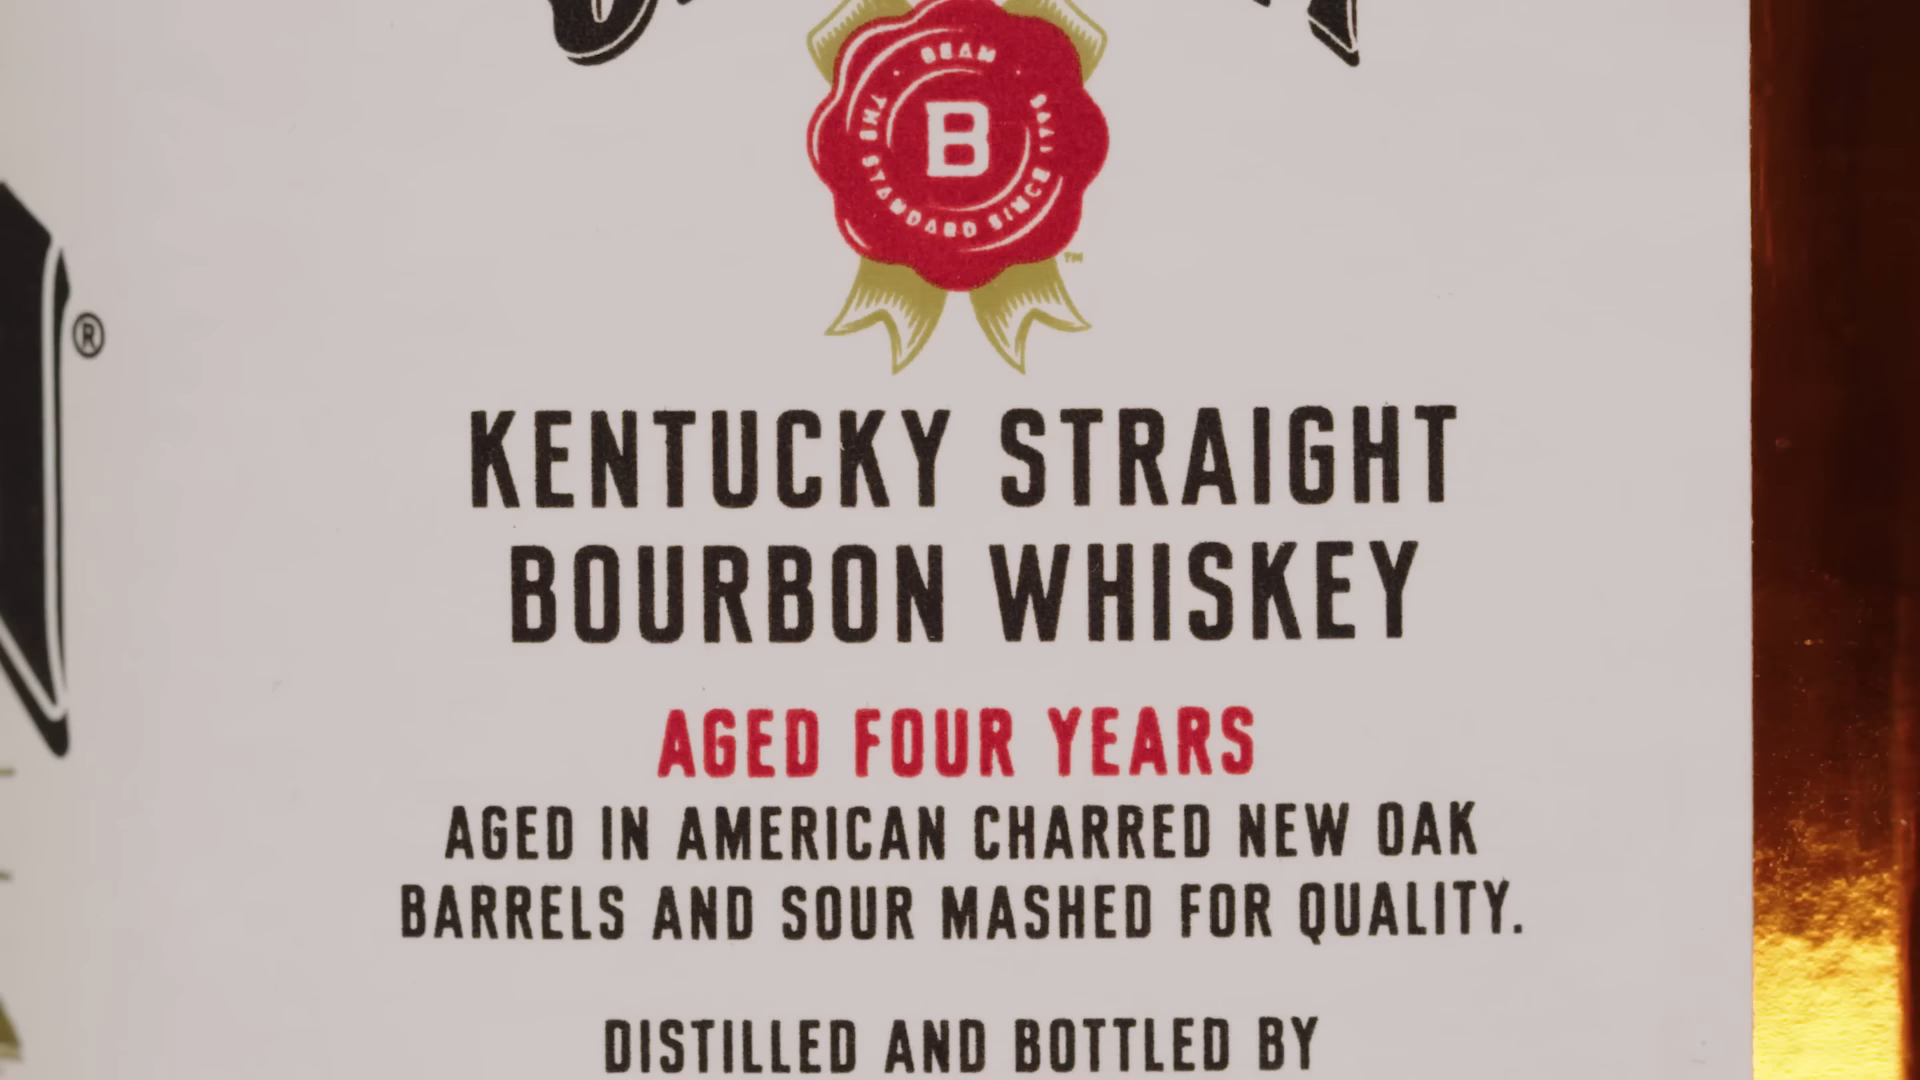 BEAM
THE STANDARD SINCE 1795
B
™
®
KENTUCKY STRAIGHT
BOURBON WHISKEY
AGED FOUR YEARS
AGED IN AMERICAN CHARRED NEW OAK
BARRELS AND SOUR MASHED FOR QUALITY.
DISTILLED AND BOTTLED BY